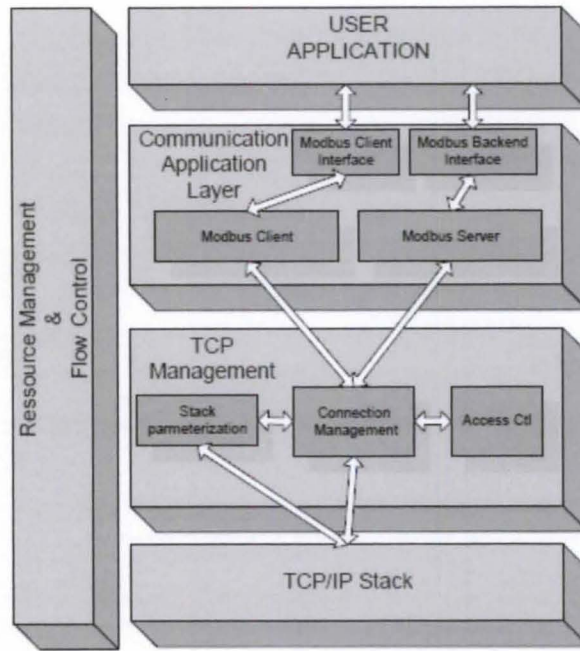 USER
APPLICATION
Communication
Application
Layer
Modbus Client
Interface
Modbus Backend
Interface
Modbus Client
Modbus Server
Ressource Management
&
Flow Control
TCP
Management
Stack
parmeterization
Connection
Management
Access Ctl
TCP/IP Stack